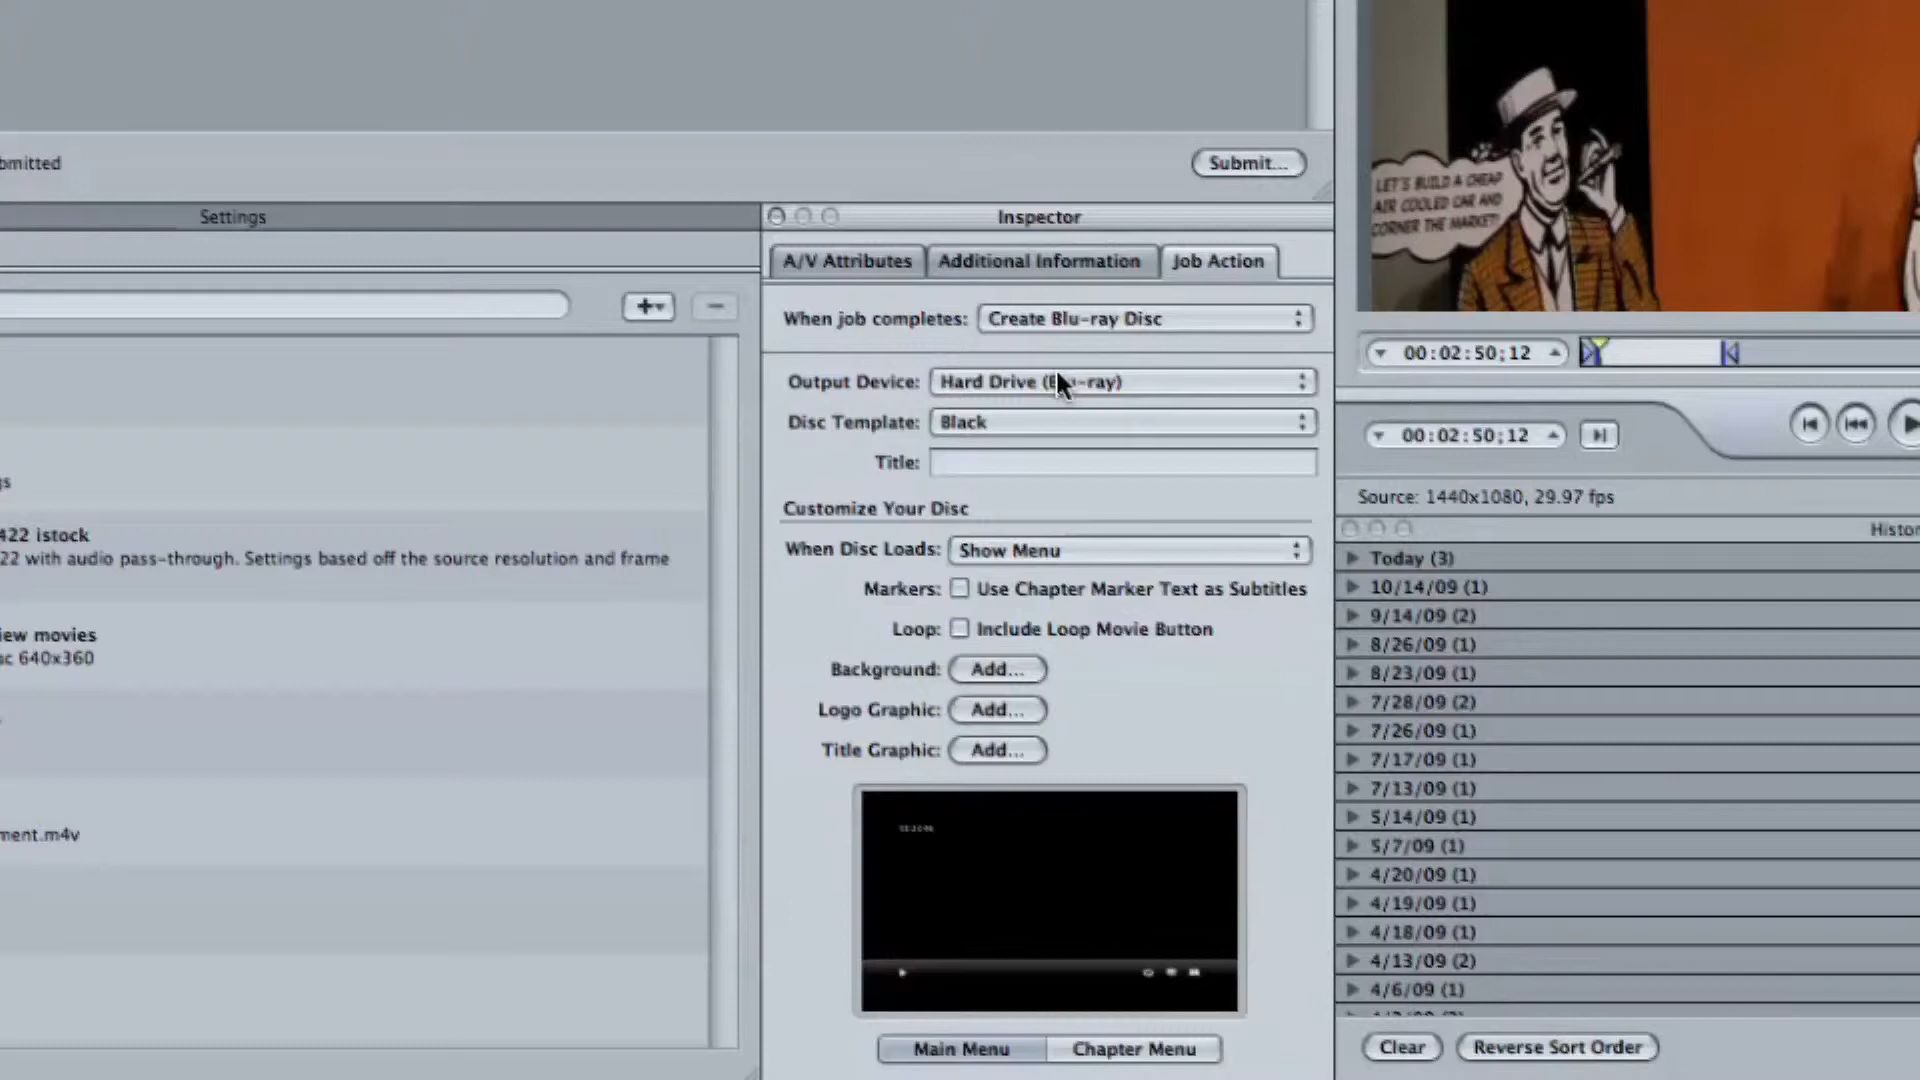 bmitted
Submit...
LET'S BUILD A CHEAP
AIR COOLED CAR AND
CORNER THE MARKET!
Settings
Inspector
A/V Attributes
Additional Information
Job Action
When job completes: Create Blu-ray Disc
Output Device: Hard Drive (Blu-ray)
Disc Template: Black
Title:
Customize Your Disc
When Disc Loads: Show Menu
Markers: Use Chapter Marker Text as Subtitles
Loop: Include Loop Movie Button
Background: Add...
Logo Graphic: Add...
Title Graphic: Add...
Main Menu
Chapter Menu
gs
422 istock
22 with audio pass-through. Settings based off the source resolution and frame
iew movies
ac 640x360
ment.m4v
00:02:50;12
00:02:50;12
Source: 1440x1080, 29.97 fps
Histor
Today (3)
10/14/09 (1)
9/14/09 (2)
8/26/09 (1)
8/23/09 (1)
7/28/09 (2)
7/26/09 (1)
7/17/09 (1)
7/13/09 (1)
5/14/09 (1)
5/7/09 (1)
4/20/09 (1)
4/19/09 (1)
4/18/09 (1)
4/13/09 (2)
4/6/09 (1)
Clear
Reverse Sort Order